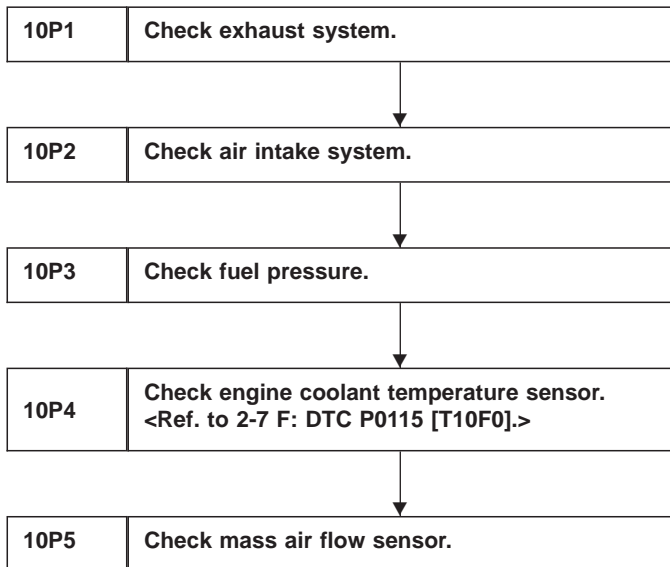 10P1 Check exhaust system.
10P2 Check air intake system.
10P3 Check fuel pressure.
10P4 Check engine coolant temperature sensor.
<Ref. to 2-7 F: DTC P0115 [T10F0].>
10P5 Check mass air flow sensor.